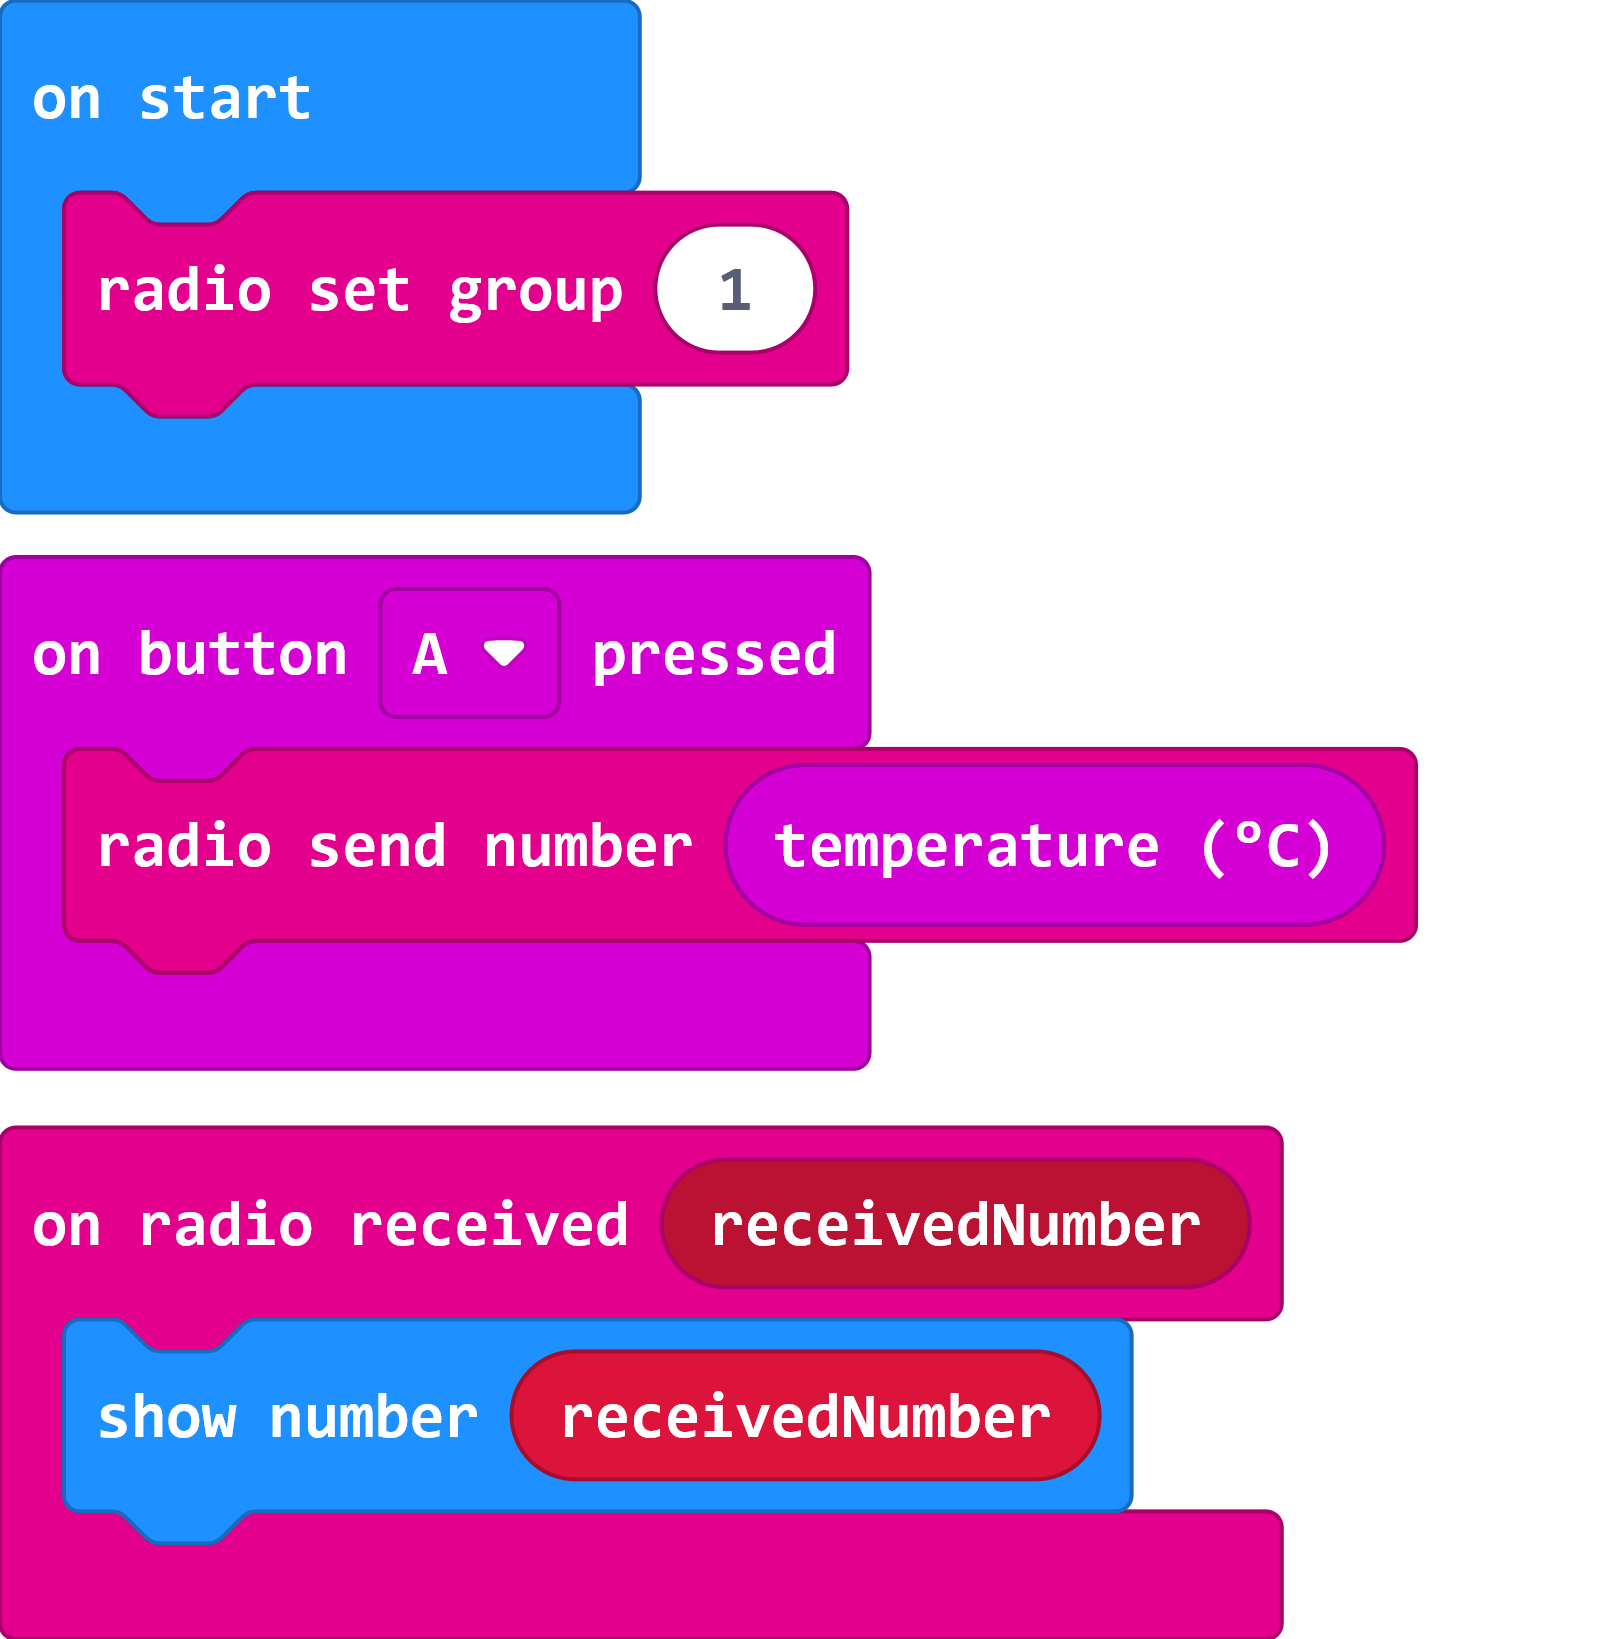 on start
radio set group 1
on button A pressed
radio send number temperature (°C)
on radio received receivedNumber
show number receivedNumber